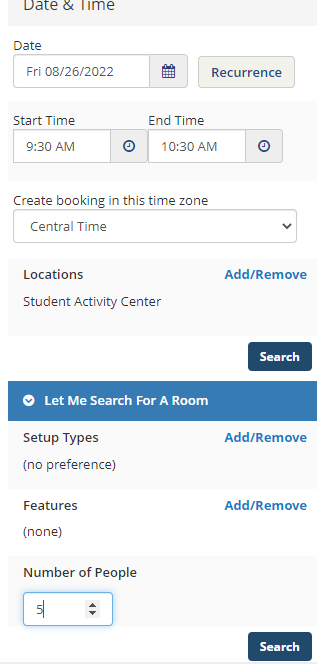 Date & Time
Date
Fri 08/26/2022
Recurrence
Start Time End Time
9:30 AM 10:30 AM
Create booking in this time zone
Central Time
Locations Add/Remove
Student Activity Center
Search
Let Me Search For A Room
Setup Types Add/Remove
(no preference)
Features Add/Remove
(none)
Number of People
5
Search